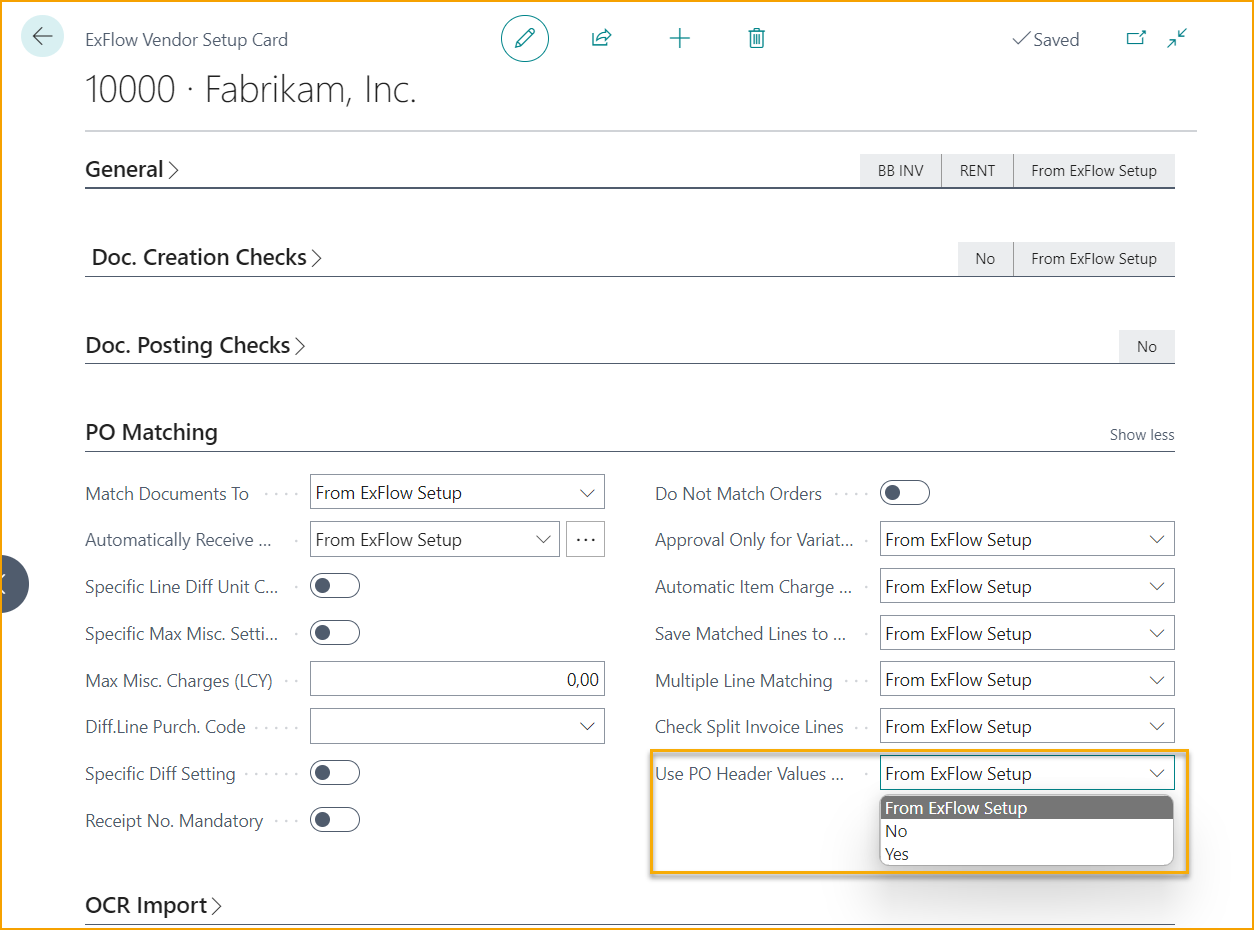 ExFlow Vendor Setup Card
Saved
10000 · Fabrikam, Inc.
General
BB INV
RENT
From ExFlow Setup
Doc. Creation Checks
No
From ExFlow Setup
Doc. Posting Checks
No
PO Matching
Show less
Match Documents To
From ExFlow Setup
Automatically Receive ...
From ExFlow Setup
Specific Line Diff Unit C...
Specific Max Misc. Setti...
Max Misc. Charges (LCY)
0,00
Diff.Line Purch. Code
Specific Diff Setting
Receipt No. Mandatory
Do Not Match Orders
Approval Only for Variat...
From ExFlow Setup
Automatic Item Charge ...
From ExFlow Setup
Save Matched Lines to ...
From ExFlow Setup
Multiple Line Matching
From ExFlow Setup
Check Split Invoice Lines
From ExFlow Setup
Use PO Header Values ...
From ExFlow Setup
From ExFlow Setup
No
Yes
OCR Import